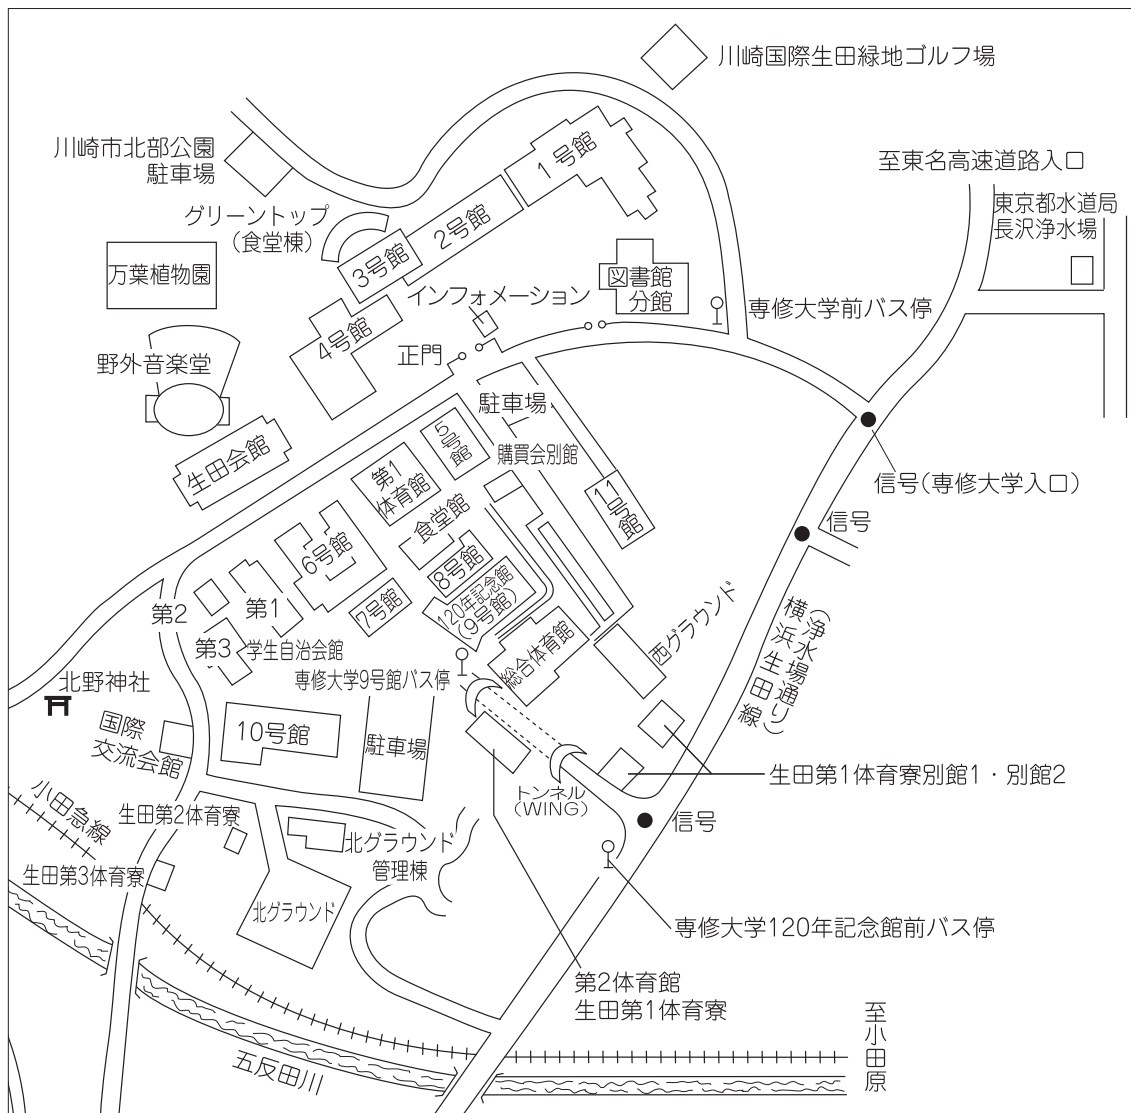 川崎国際生田緑地ゴルフ場
川崎市北部公園
駐車場
1号館
至東名高速道路入口
東京都水道局
長沢浄水場
グリーントップ
(食堂棟)
2号館
3号館
万葉植物園
図書館
分館
インフォメーション
専修大学前バス停
4号館
正門
野外音楽堂
駐車場
生田会館
5号館
購買会別館
第1
体育館
信号(専修大学入口)
11号館
食堂館
信号
6号館
8号館
120年記念館
(9号館)
7号館
第2
第1
第3
学生自治会館
総合体育館
西グラウンド
(浄水場通り)
横浜生田線
専修大学9号館バス停
北野神社
国際
交流会館
10号館
駐車場
生田第1体育寮別館1・別館2
トンネル
(WING)
小田急線
生田第2体育寮
信号
北グラウンド
管理棟
生田第3体育寮
北グラウンド
専修大学120年記念館前バス停
第2体育館
生田第1体育寮
至小田原
五反田川